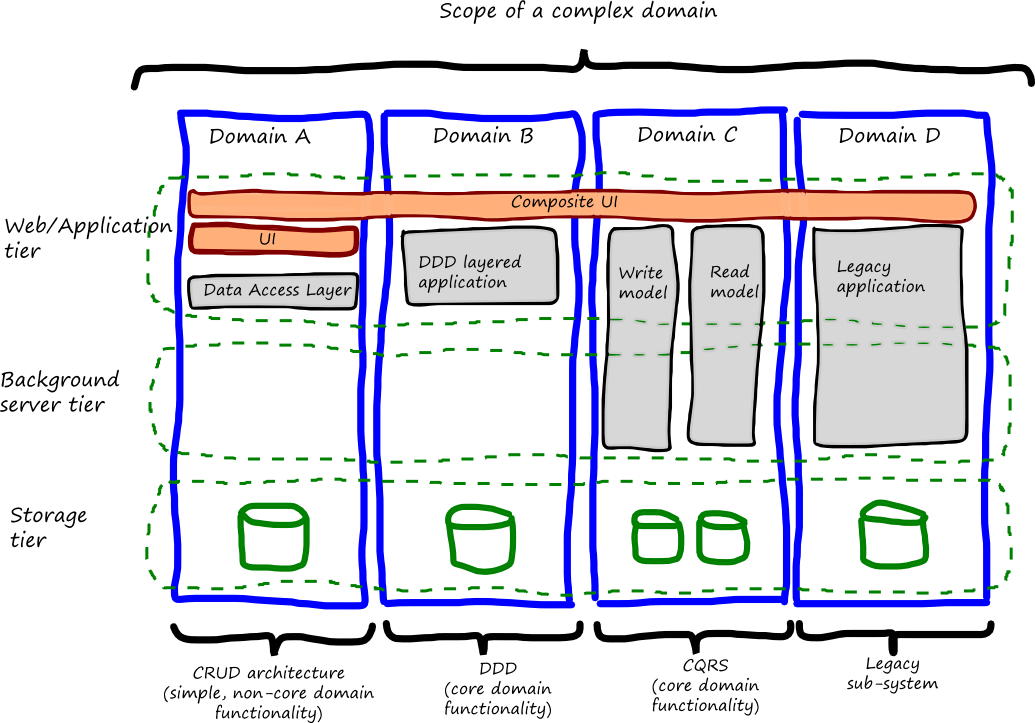 Scope of a complex domain
Domain A
Domain B
Domain C
Domain D
Web/Application
tier
Composite UI
UI
Data Access Layer
DDD layered
application
Write
model
Read
model
Legacy
application
Background
server tier
Storage
tier
CRUD architecture
(simple, non-core domain
functionality)
DDD
(core domain
functionality)
CQRS
(core domain
functionality)
Legacy
sub-system